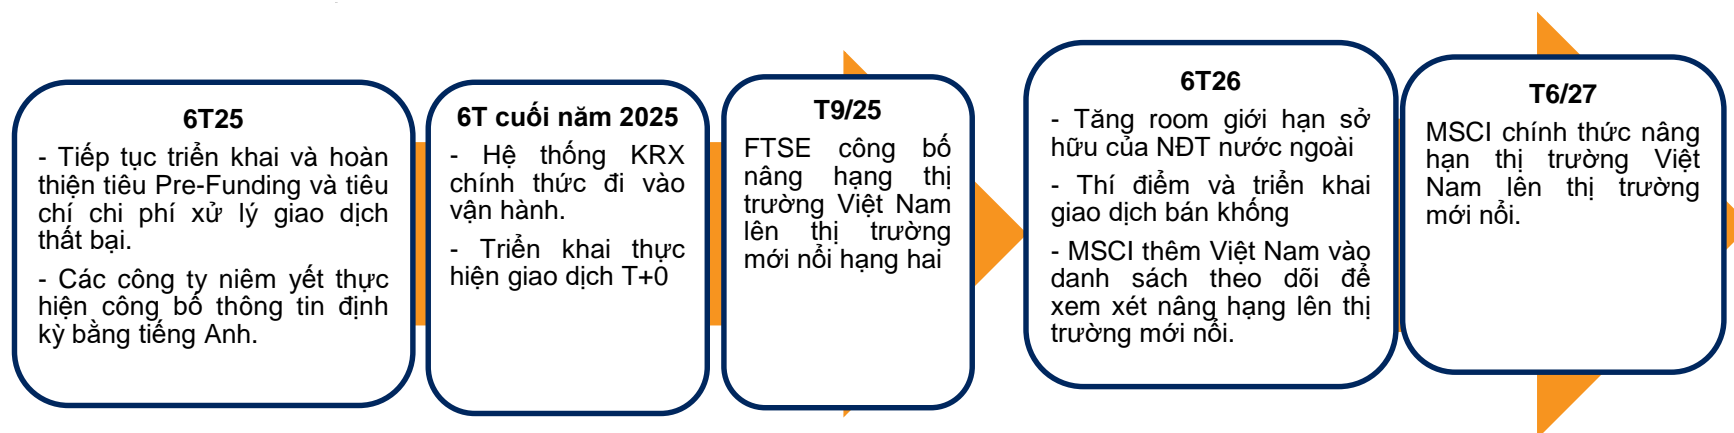 6T25
- Tiếp tục triển khai và hoàn
thiện tiêu Pre-Funding và tiêu
chí chi phí xử lý giao dịch
thất bại.
- Các công ty niêm yết thực
hiện công bố thông tin định
kỳ bằng tiếng Anh.
6T cuối năm 2025
- Hệ thống KRX
chính thức đi vào
vận hành.
- Triển khai thực
hiện giao dịch T+0
T9/25
FTSE công bố
nâng hạng thị
trường Việt Nam
lên thị trường
mới nổi hạng hai
6T26
- Tăng room giới hạn sở
hữu của NĐT nước ngoài
- Thí điểm và triển khai
giao dịch bán khống
- MSCI thêm Việt Nam vào
danh sách theo dõi để
xem xét nâng hạng lên thị
trường mới nổi.
T6/27
MSCI chính thức nâng
hạn thị trường Việt
Nam lên thị trường
mới nổi.